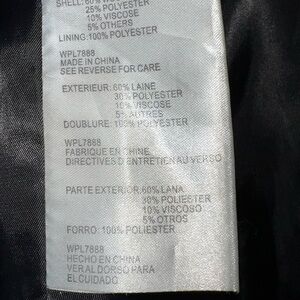 SHELL: 60%
25% POLYESTER
10% VISCOSE
5% OTHERS
LINING: 100% POLYESTER
WPL7888
MADE IN CHINA
SEE REVERSE FOR CARE
EXTERIEUR: 60% LAINE
30% POLYESTER
10% VISCOSE
5% AUTRES
DOUBLURE: 100% POLYESTER
WPL7888
FABRIQUE EN CHINE
DIRECTIVES D'ENTRETIEN AU VERSO
PARTE EXTERIOR: 60% LANA
30% POLIESTER
10% VISCOSO
5% OTROS
FORRO: 100% POLIESTER
WPL7888
HECHO EN CHINA
VER AL DORSO PARA
EL CUIDADO